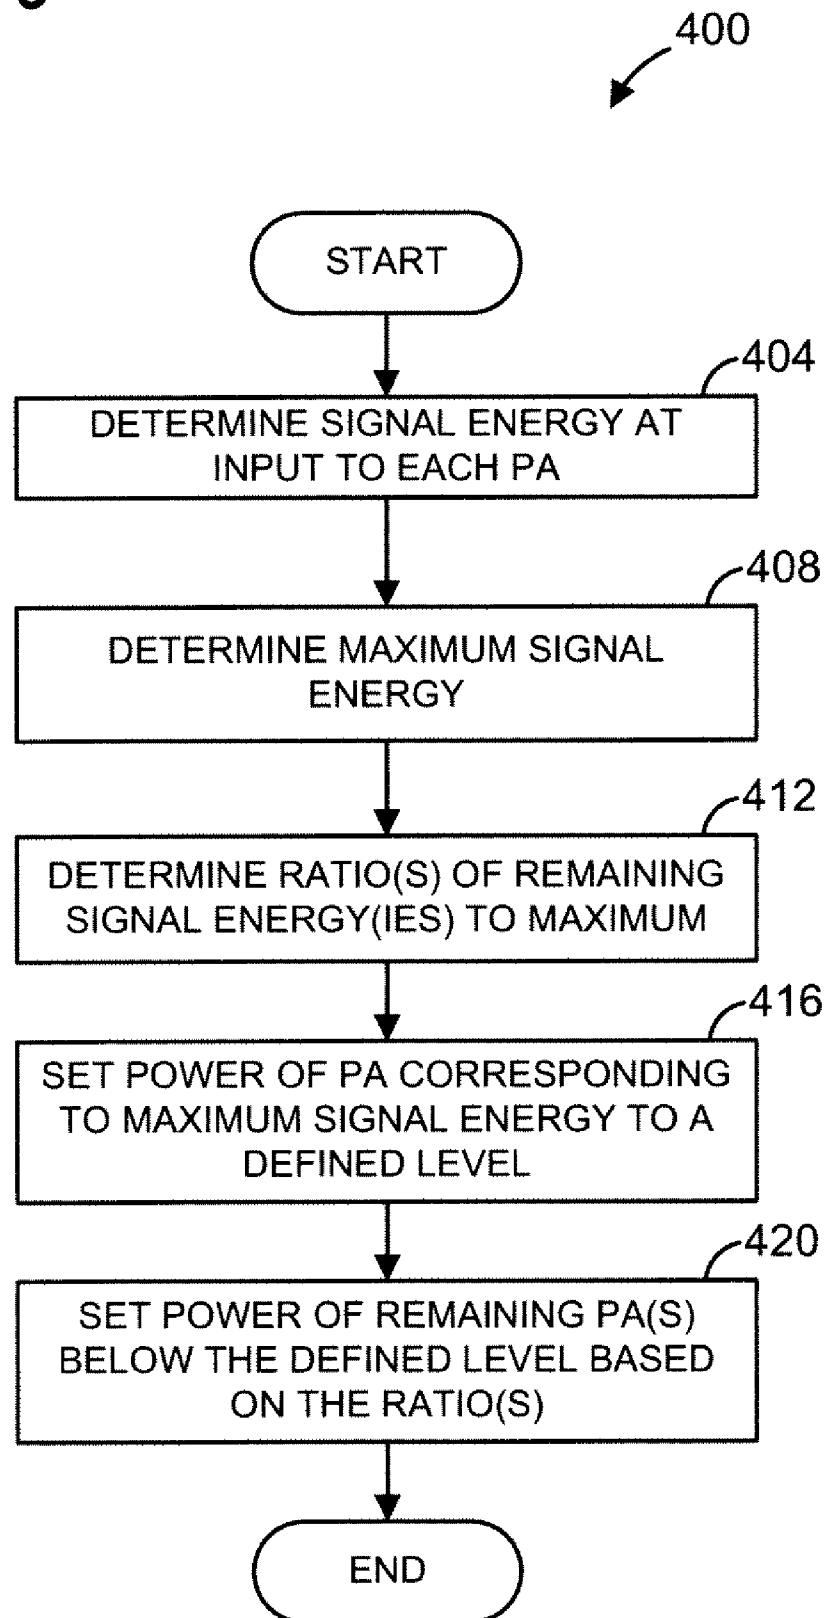 400
START
404
DETERMINE SIGNAL ENERGY AT
INPUT TO EACH PA
408
DETERMINE MAXIMUM SIGNAL
ENERGY
412
DETERMINE RATIO(S) OF REMAINING
SIGNAL ENERGY(IES) TO MAXIMUM
416
SET POWER OF PA CORRESPONDING
TO MAXIMUM SIGNAL ENERGY TO A
DEFINED LEVEL
420
SET POWER OF REMAINING PA(S)
BELOW THE DEFINED LEVEL BASED
ON THE RATIO(S)
END